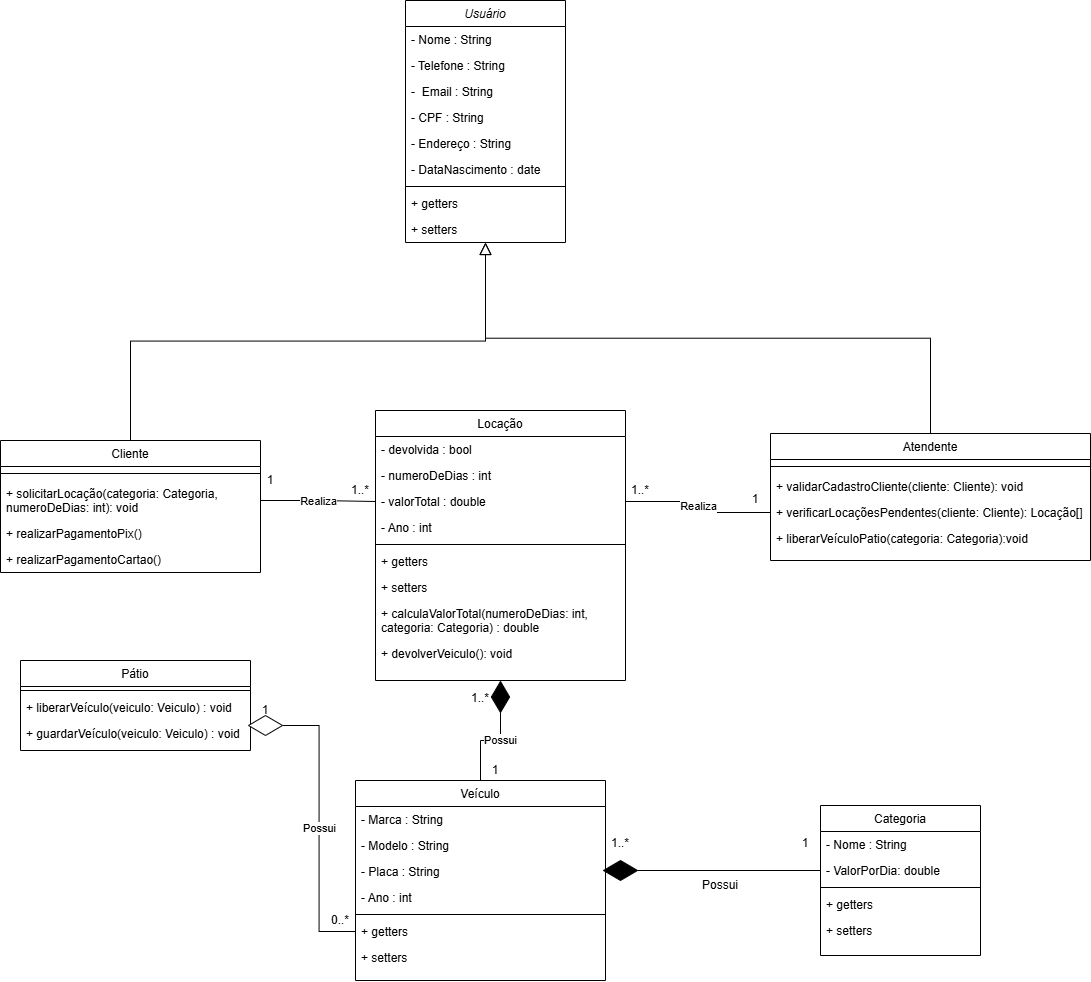 Usuário
- Nome : String
- Telefone : String
- Email : String
- CPF : String
- Endereço : String
- DataNascimento : date
+ getters
+ setters
Cliente
+ solicitarLocação(categoria: Categoria,
numeroDeDias: int): void
+ realizarPagamentoPix()
+ realizarPagamentoCartao()
1
Realiza
1..*
Locação
- devolvida : bool
- numeroDeDias : int
- valorTotal : double
- Ano : int
+ getters
+ setters
+ calculaValorTotal(numeroDeDias: int,
categoria: Categoria) : double
+ devolverVeiculo(): void
1..*
Realiza
1
Atendente
+ validarCadastroCliente(cliente: Cliente): void
+ verificarLocaçõesPendentes(cliente: Cliente): Locação[]
+ liberarVeículoPatio(categoria: Categoria):void
Pátio
+ liberarVeículo(veiculo: Veiculo) : void
+ guardarVeículo(veiculo: Veiculo) : void
1
Possui
0..*
1..*
Possui
1
Veículo
- Marca : String
- Modelo : String
- Placa : String
- Ano : int
+ getters
+ setters
1..*
Possui
1
Categoria
- Nome : String
- ValorPorDia: double
+ getters
+ setters